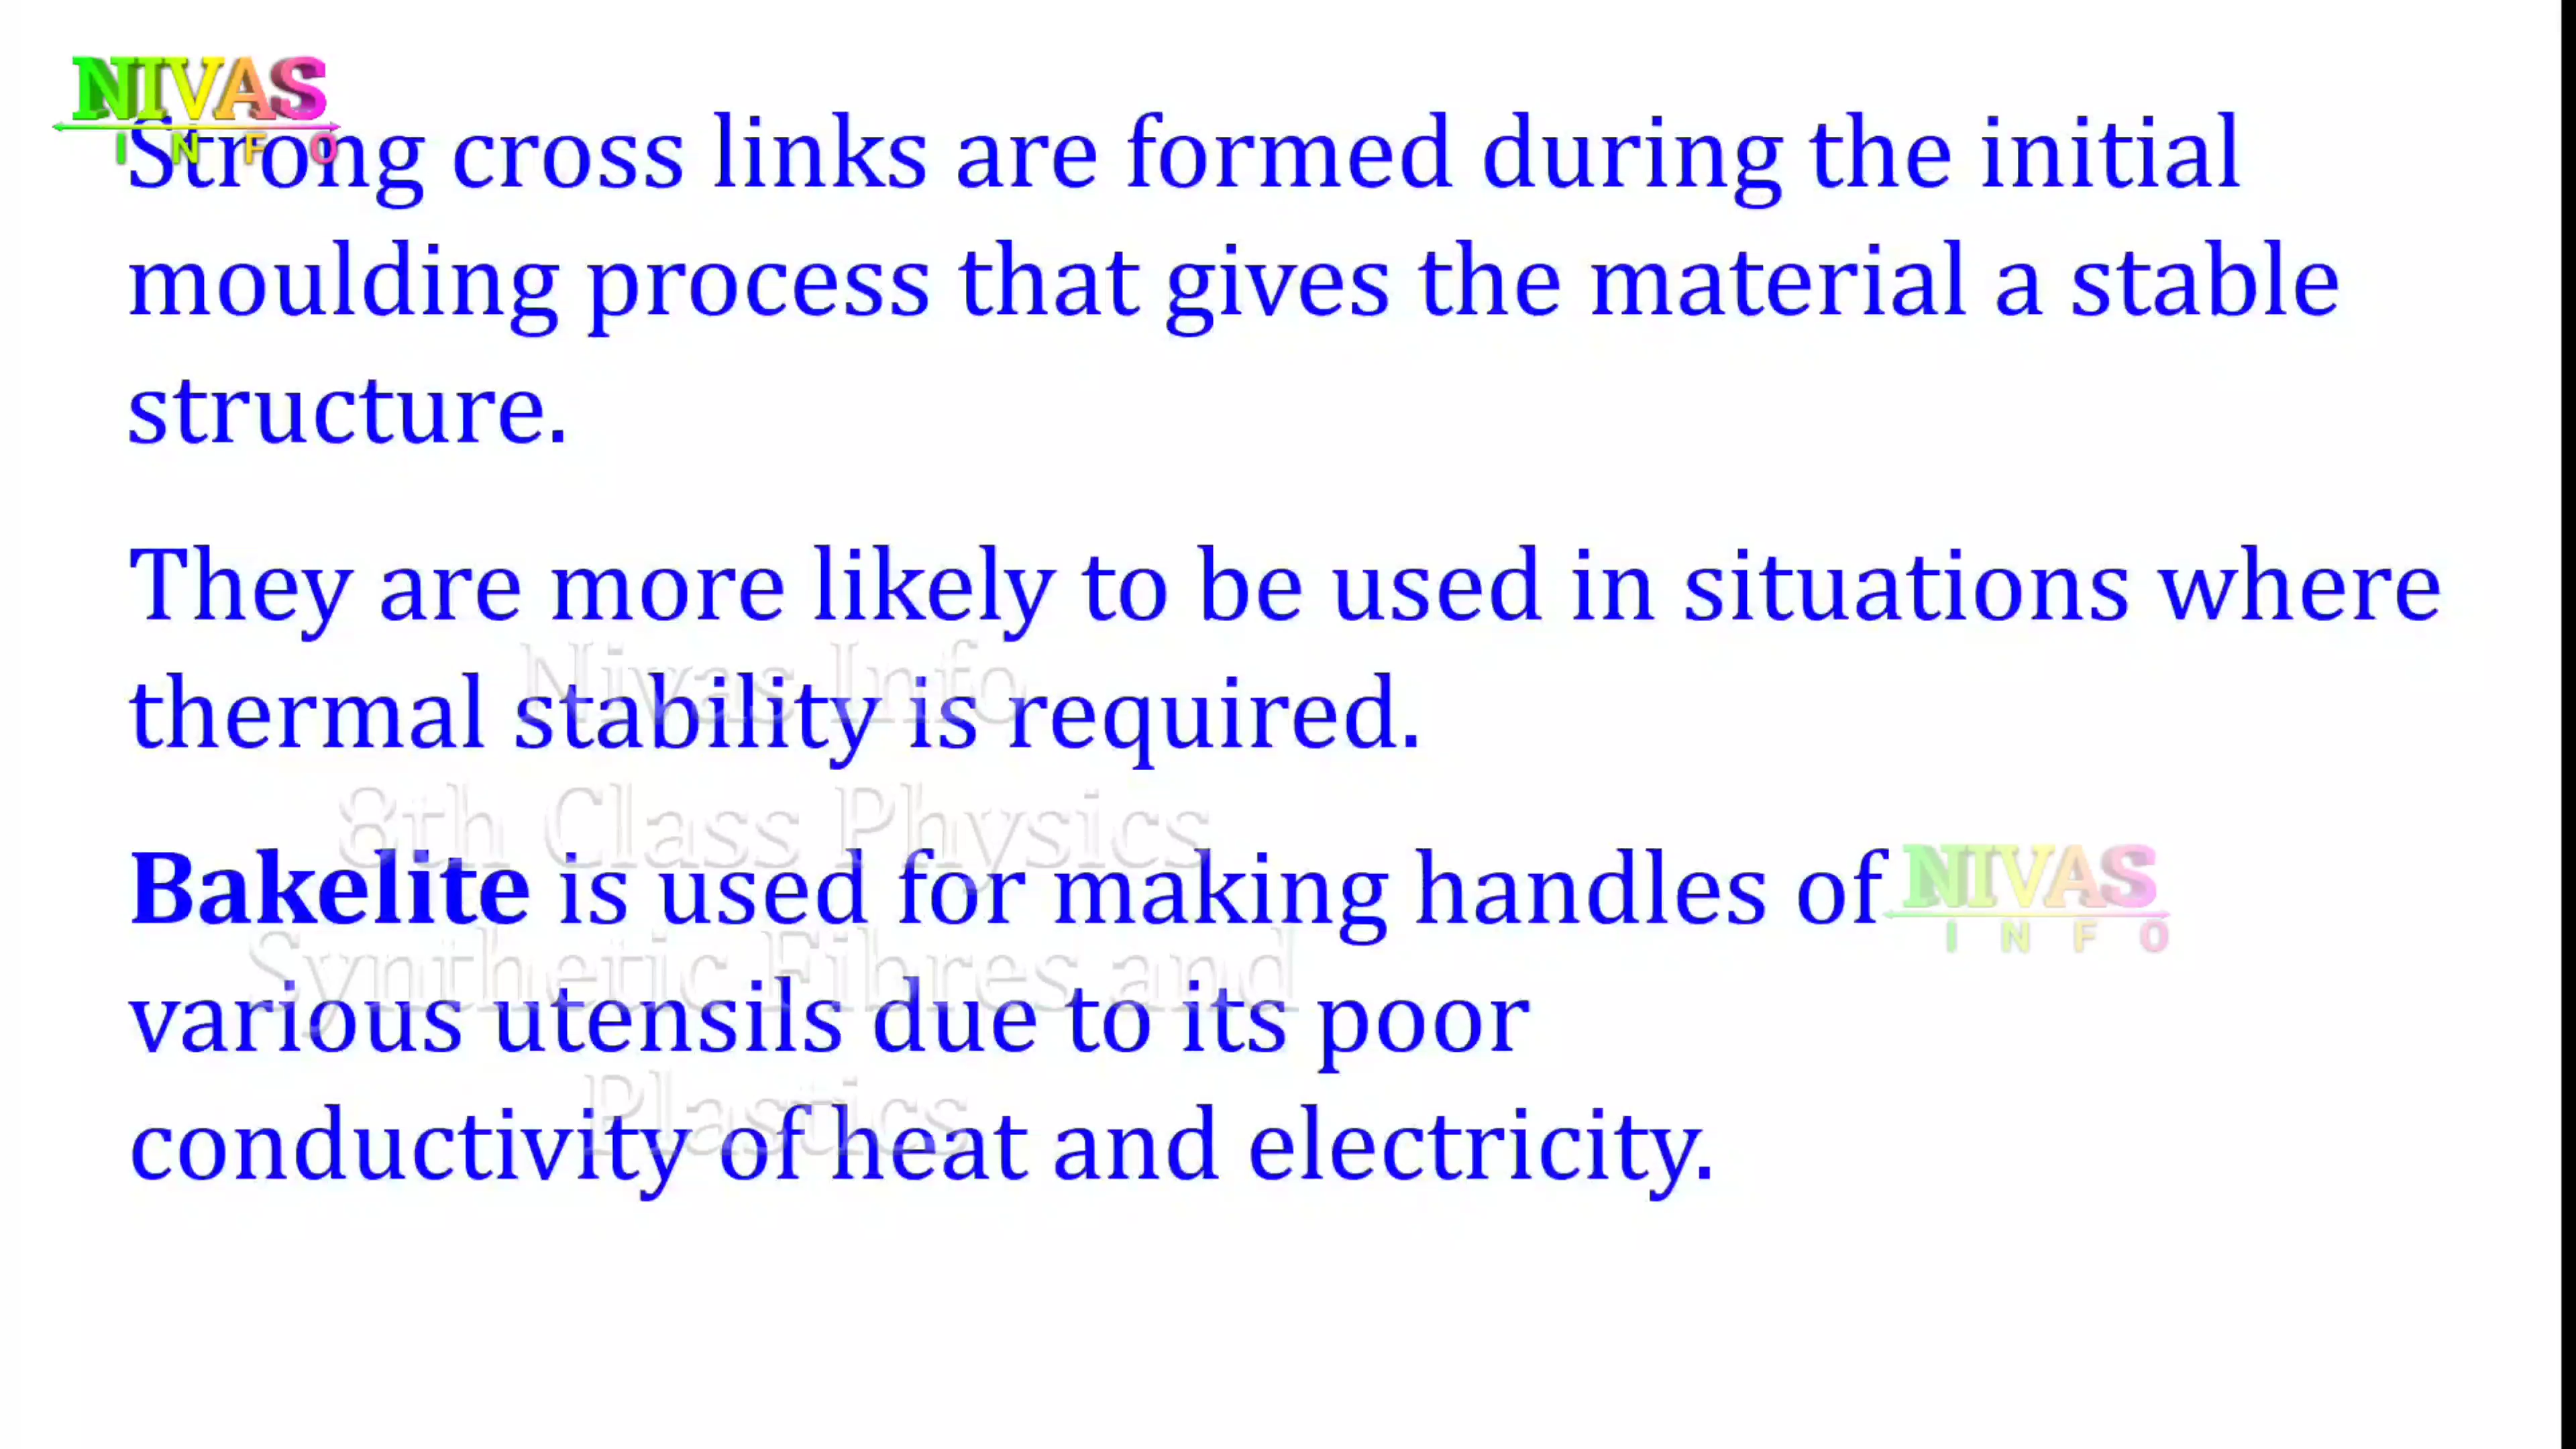 NIVAS
INFO
Strong cross links are formed during the initial
moulding process that gives the material a stable
structure.
They are more likely to be used in situations where
thermal stability is required.
Nivas Info
8th Class Physics
Bakelite is used for making handles of
NIVAS
INFO
Synthetic Fibres and
various utensils due to its poor
Plastics
conductivity of heat and electricity.